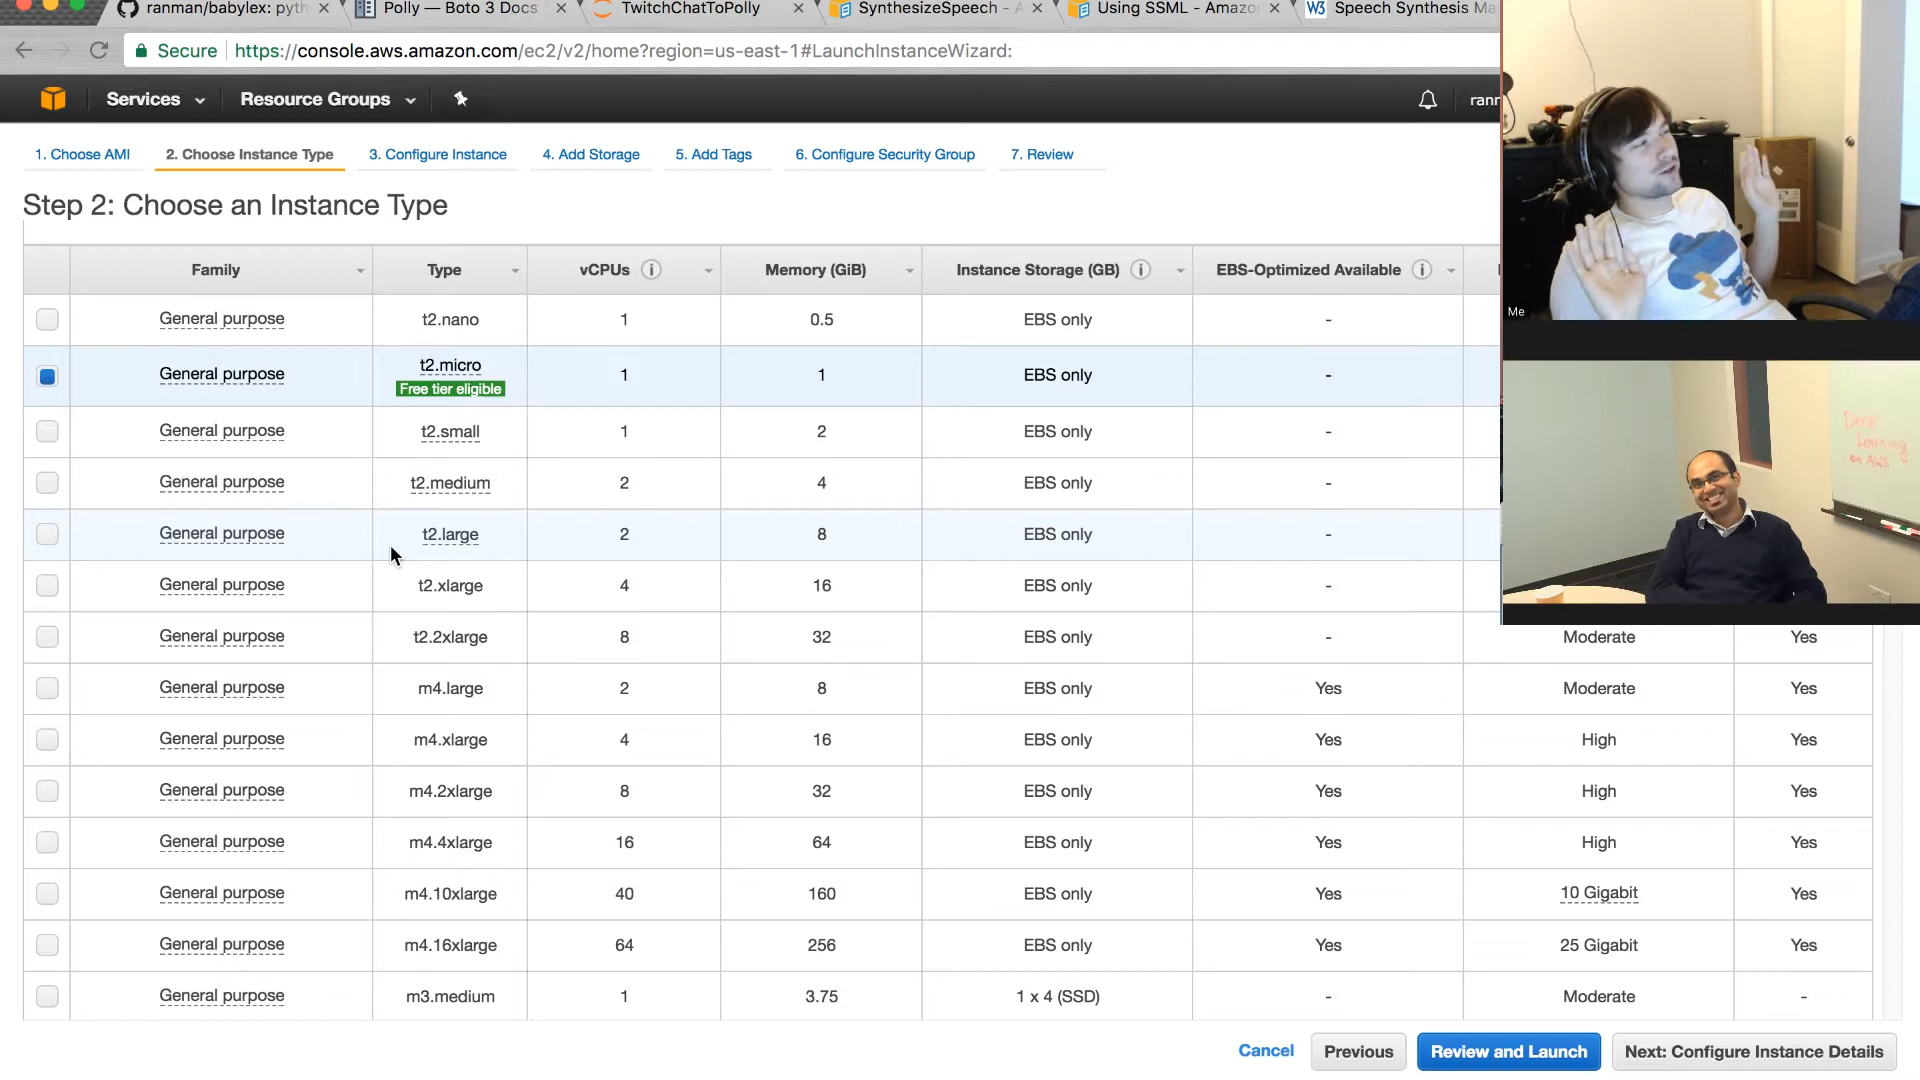 ranman/babylex: pyth
Polly — Boto 3 Docs
TwitchChatToPolly
SynthesizeSpeech - A
Using SSML - Amazo
Speech Synthesis Ma
Secure https://console.aws.amazon.com/ec2/v2/home?region=us-east-1#LaunchInstanceWizard:
Services Resource Groups
ranm
1. Choose AMI 2. Choose Instance Type 3. Configure Instance 4. Add Storage 5. Add Tags 6. Configure Security Group 7. Review
Step 2: Choose an Instance Type
Family Type vCPUs Memory (GiB) Instance Storage (GB) EBS-Optimized Available
General purpose t2.nano 1 0.5 EBS only -
General purpose t2.micro 1 1 EBS only -
Free tier eligible
General purpose t2.small 1 2 EBS only -
General purpose t2.medium 2 4 EBS only -
General purpose t2.large 2 8 EBS only -
General purpose t2.xlarge 4 16 EBS only -
General purpose t2.2xlarge 8 32 EBS only - Moderate Yes
General purpose m4.large 2 8 EBS only Yes Moderate Yes
General purpose m4.xlarge 4 16 EBS only Yes High Yes
General purpose m4.2xlarge 8 32 EBS only Yes High Yes
General purpose m4.4xlarge 16 64 EBS only Yes High Yes
General purpose m4.10xlarge 40 160 EBS only Yes 10 Gigabit Yes
General purpose m4.16xlarge 64 256 EBS only Yes 25 Gigabit Yes
General purpose m3.medium 1 3.75 1 x 4 (SSD) - Moderate -
Cancel Previous Review and Launch Next: Configure Instance Details
Me
Deep
Learning
on AWS